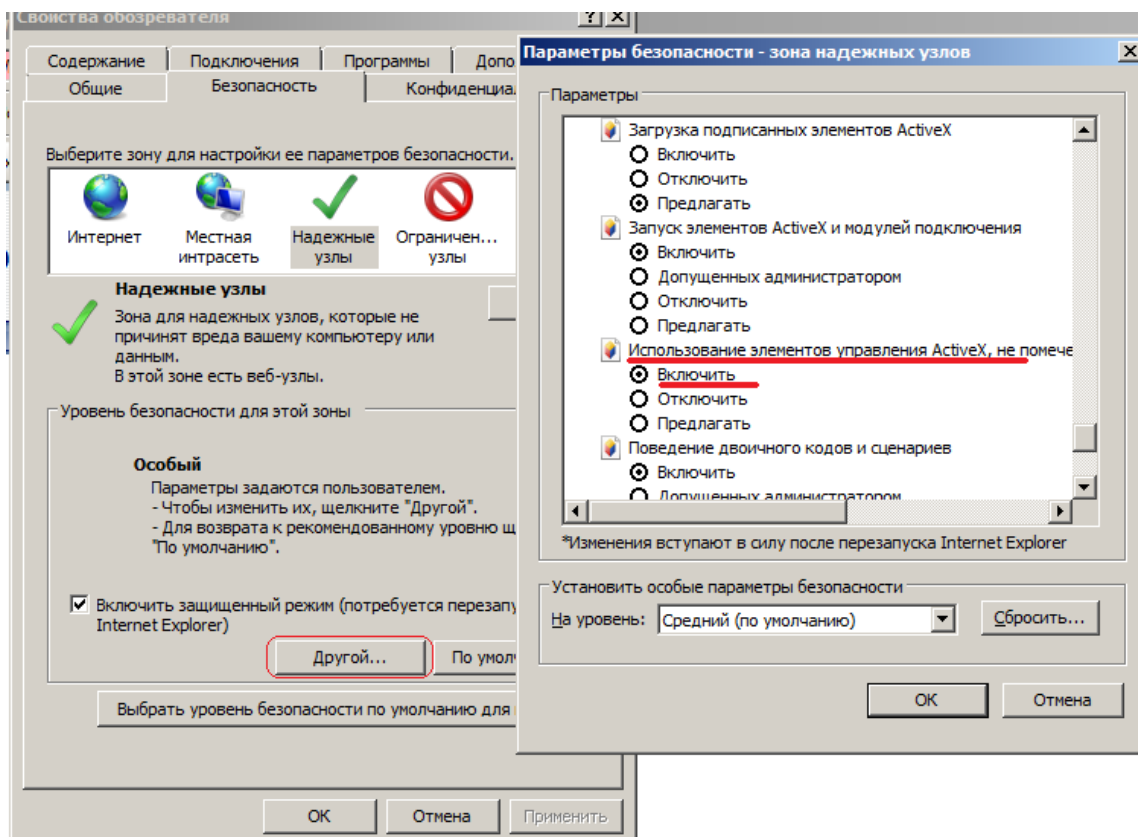 Свойства обозревателя
Содержание
Подключения
Программы
Допо
Общие
Безопасность
Конфиденциал
Выберите зону для настройки ее параметров безопасности.
Интернет
Местная
интрасеть
Надежные
узлы
Ограничен...
узлы
Надежные узлы
Зона для надежных узлов, которые не
причинят вреда вашему компьютеру или
данным.
В этой зоне есть веб-узлы.
Уровень безопасности для этой зоны
Особый
Параметры задаются пользователем.
- Чтобы изменить их, щелкните "Другой".
- Для возврата к рекомендованному уровню щ
"По умолчанию".
Включить защищенный режим (потребуется перезапу
Internet Explorer)
Другой...
По умол
Выбрать уровень безопасности по умолчанию для
OK
Отмена
Применить
Параметры безопасности - зона надежных узлов
Параметры
Загрузка подписанных элементов ActiveX
Включить
Отключить
Предлагать
Запуск элементов ActiveX и модулей подключения
Включить
Допущенных администратором
Отключить
Предлагать
Использование элементов управления ActiveX, не помече
Включить
Отключить
Предлагать
Поведение двоичного кодов и сценариев
Включить
Допущенных администратором
*Изменения вступают в силу после перезапуска Internet Explorer
Установить особые параметры безопасности
На уровень:
Средний (по умолчанию)
Сбросить...
OK
Отмена